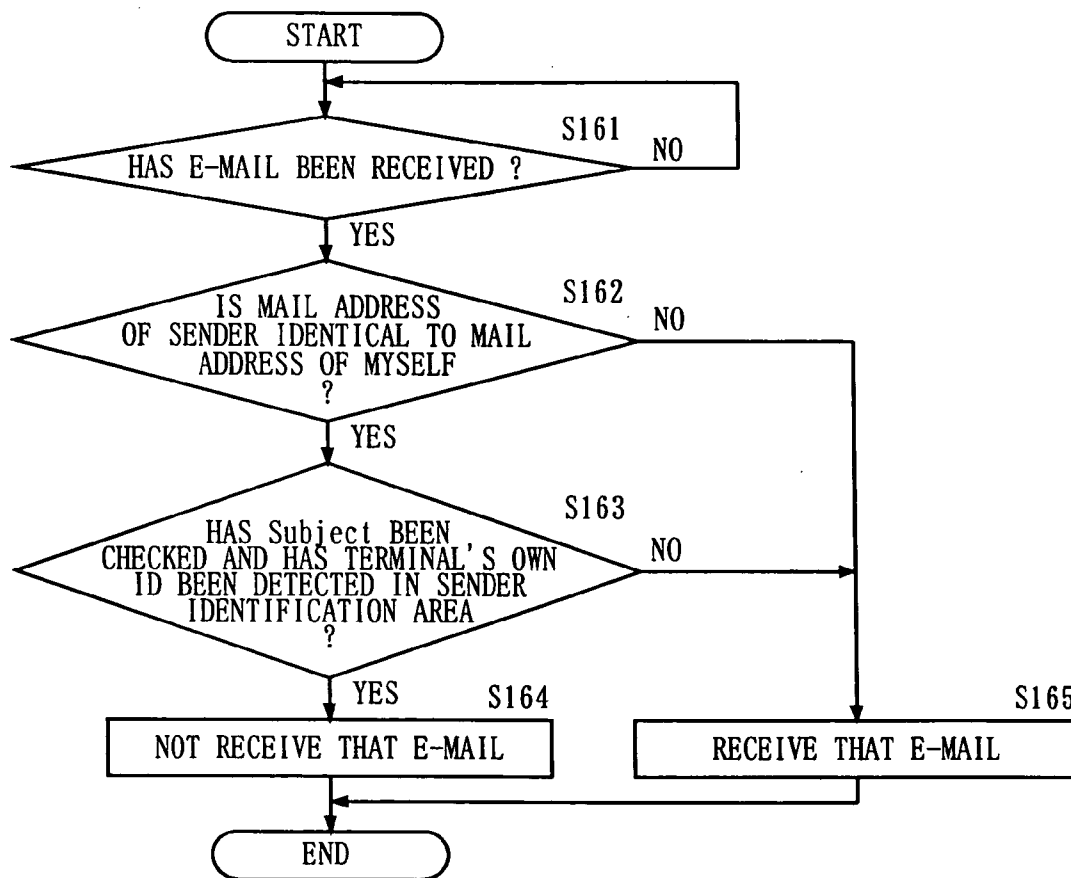 START
S161
HAS E-MAIL BEEN RECEIVED ?
NO
YES
S162
IS MAIL ADDRESS
OF SENDER IDENTICAL TO MAIL
ADDRESS OF MYSELF
?
NO
YES
S163
HAS Subject BEEN
CHECKED AND HAS TERMINAL'S OWN
ID BEEN DETECTED IN SENDER
IDENTIFICATION AREA
?
NO
YES
S164
NOT RECEIVE THAT E-MAIL
S165
RECEIVE THAT E-MAIL
END